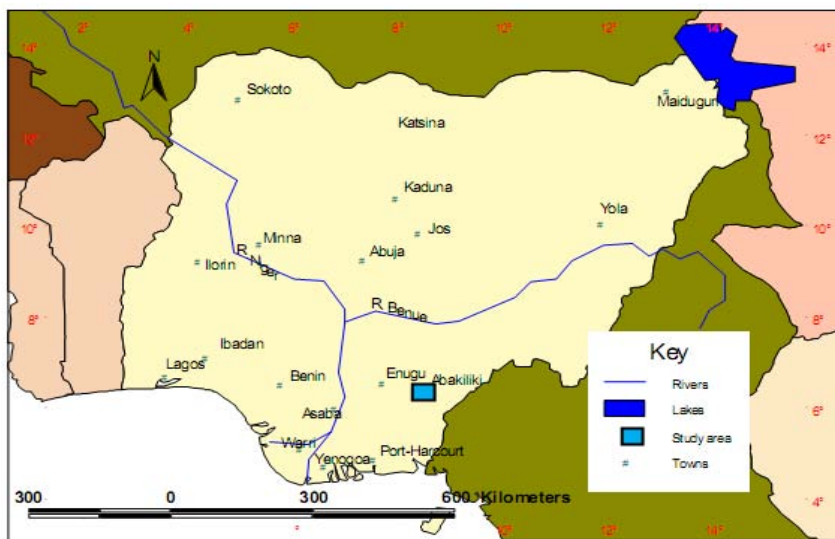 2° 4° 6° 8° 10° 12° 14°
14° 14°
N
Sokoto
Maiduguri
Katsina
12° 12°
Kaduna
Yola
Jos
10° 10°
Minna
R Niger
Abuja
Ilorin
R Benue
8° 8°
Ibadan
Key
Lagos
Enugu
Abakiliki
Benin
Rivers
6°
Lakes
Asaba
Study area
Warri
Port-Harcourt
Yenogoa
Towns
300 0 300 600 Kilometers
4° 4°
10° 12° 14°